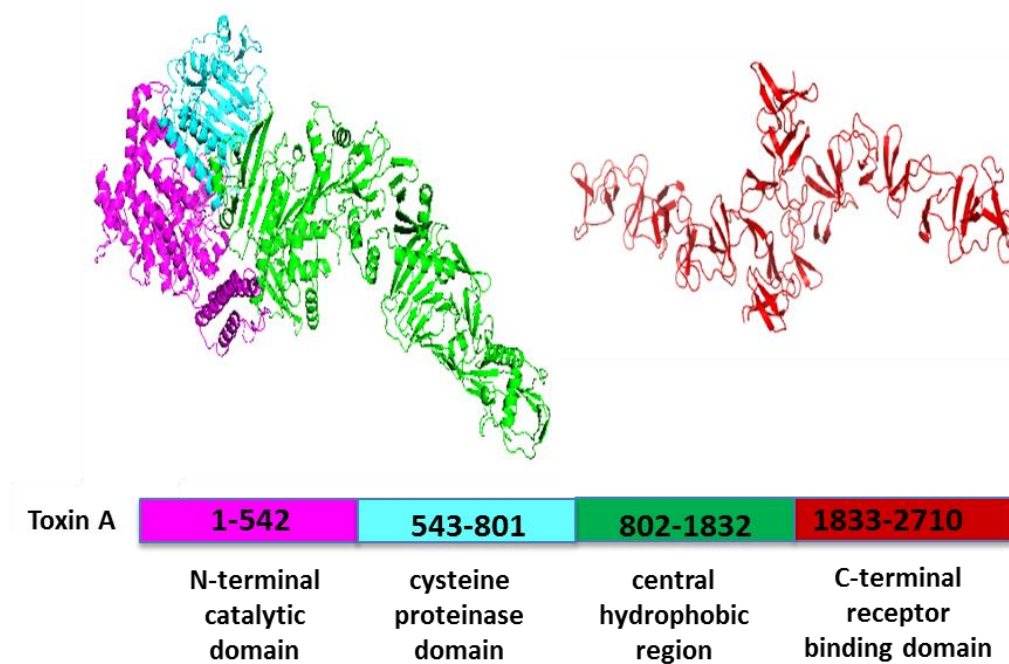 Toxin A 1-542 543-801 802-1832 1833-2710
N-terminal cysteine central C-terminal
catalytic proteinase hydrophobic receptor
domain domain region binding domain